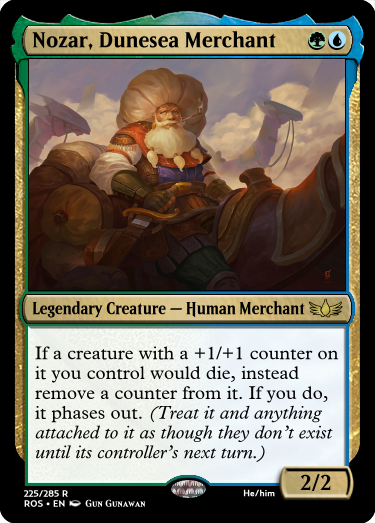 Nozar, Dunesea Merchant
Legendary Creature — Human Merchant
If a creature with a +1/+1 counter on
it you control would die, instead
remove a counter from it. If you do,
it phases out. (Treat it and anything
attached to it as though they don't exist
until its controller's next turn.)
2/2
225/285 R
He/him
ROS • EN Gun Gunawan